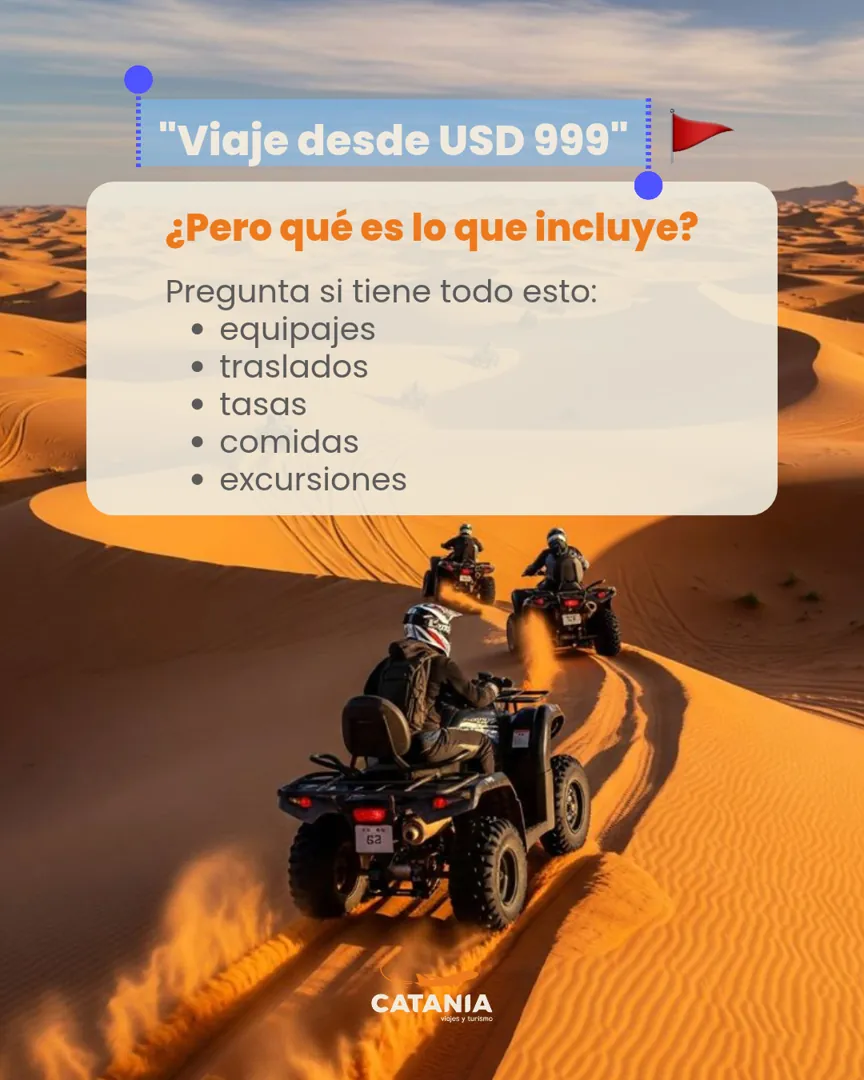 "Viaje desde USD 999"
¿Pero qué es lo que incluye?
Pregunta si tiene todo esto:
• equipajes
• traslados
• tasas
• comidas
• excursiones
CATANIA
viajes y turismo